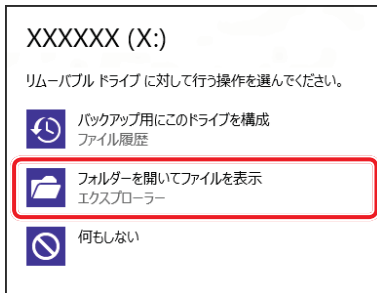 XXXXXX (X:)
リムーバブル ドライブ に対して行う操作を選んでください。
バックアップ用にこのドライブを構成
ファイル履歴
フォルダーを開いてファイルを表示
エクスプローラー
何もしない